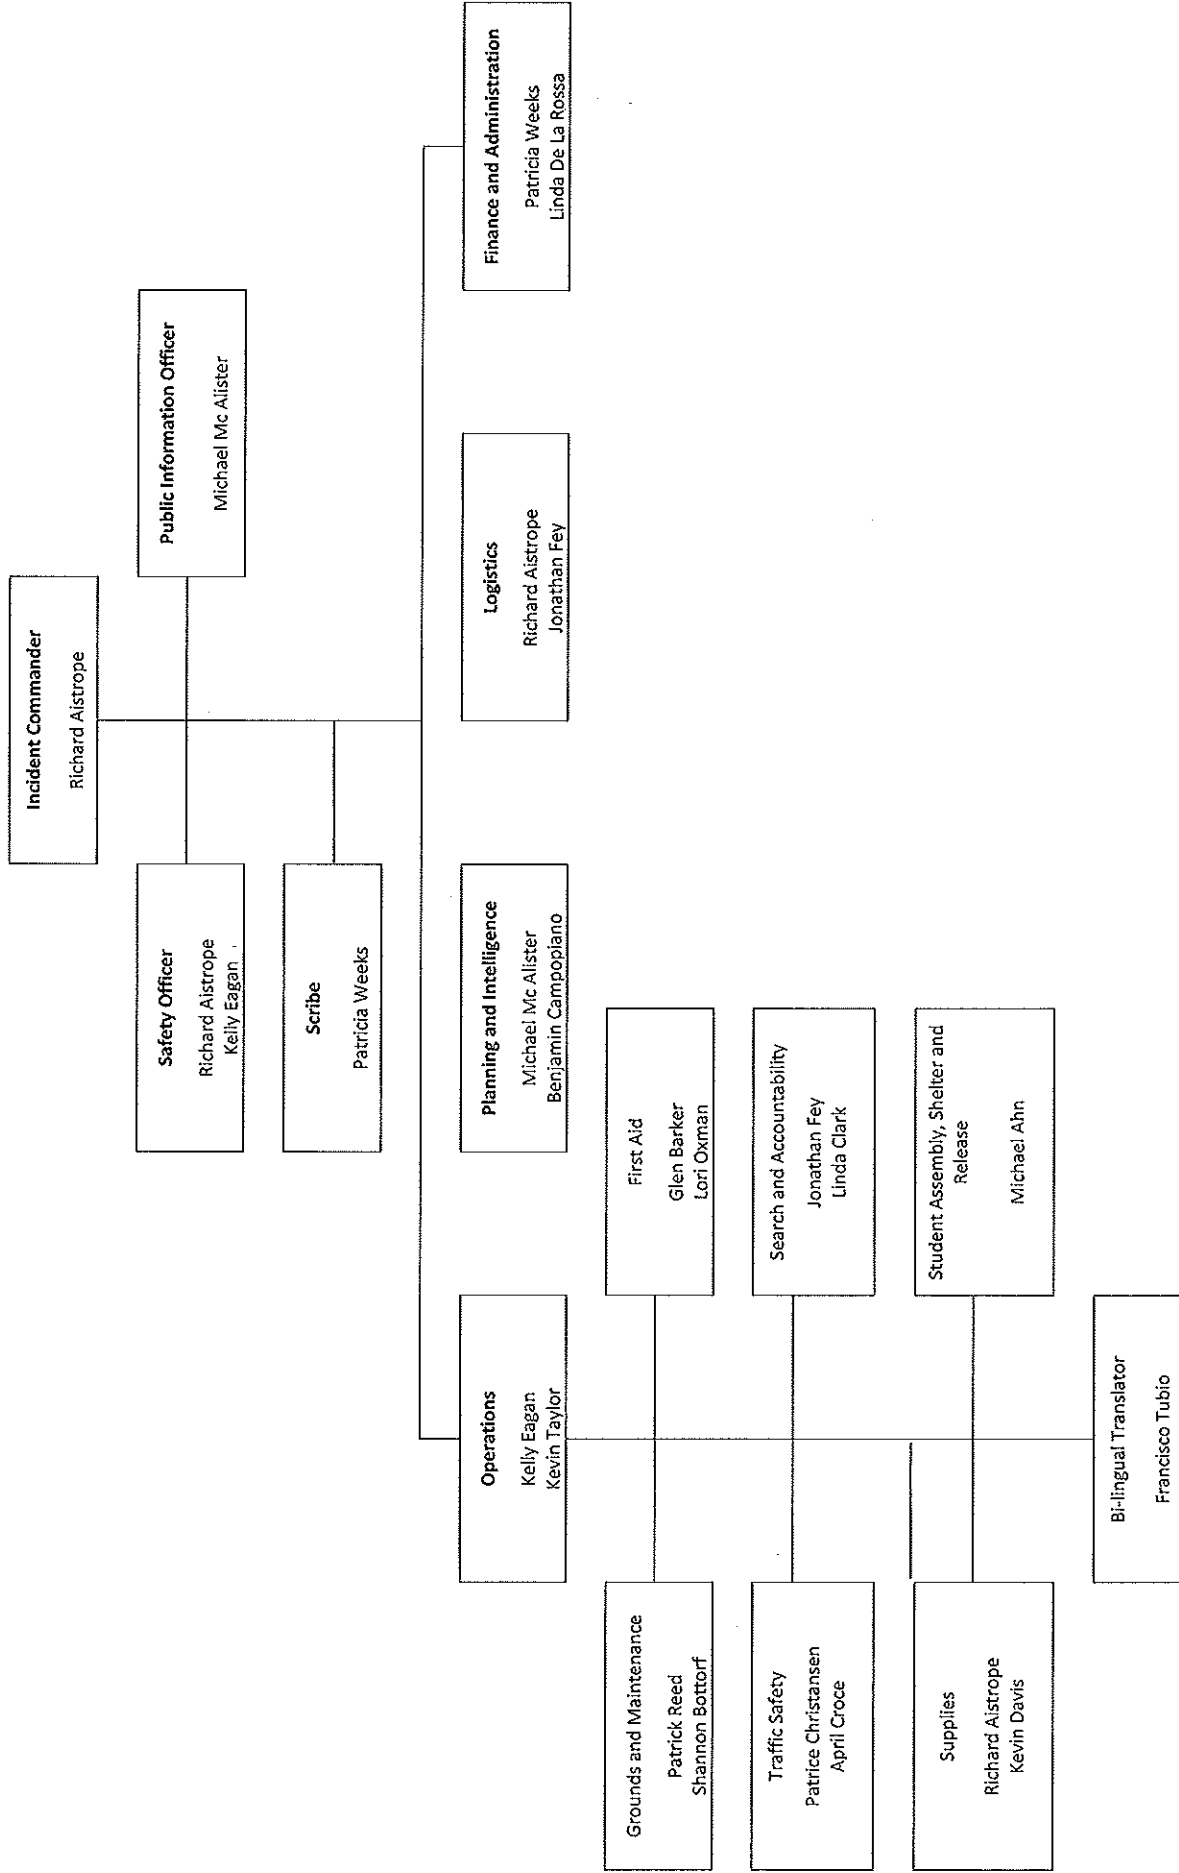 Incident Commander
Richard Aistrope
Safety Officer
Richard Aistrope
Kelly Eagan
Public Information Officer
Michael Mc Alister
Scribe
Patricia Weeks
Operations
Kelly Eagan
Kevin Taylor
Planning and Intelligence
Michael Mc Alister
Benjamin Campopiano
Logistics
Richard Aistrope
Jonathan Fey
Finance and Administration
Patricia Weeks
Linda De La Rossa
Grounds and Maintenance
Patrick Reed
Shannon Bottorf
First Aid
Glen Barker
Lori Oxman
Traffic Safety
Patrice Christansen
April Croce
Search and Accountability
Jonathan Fey
Linda Clark
Supplies
Richard Aistrope
Kevin Davis
Student Assembly, Shelter and
Release
Michael Ahn
Bi-lingual Translator
Francisco Tubio